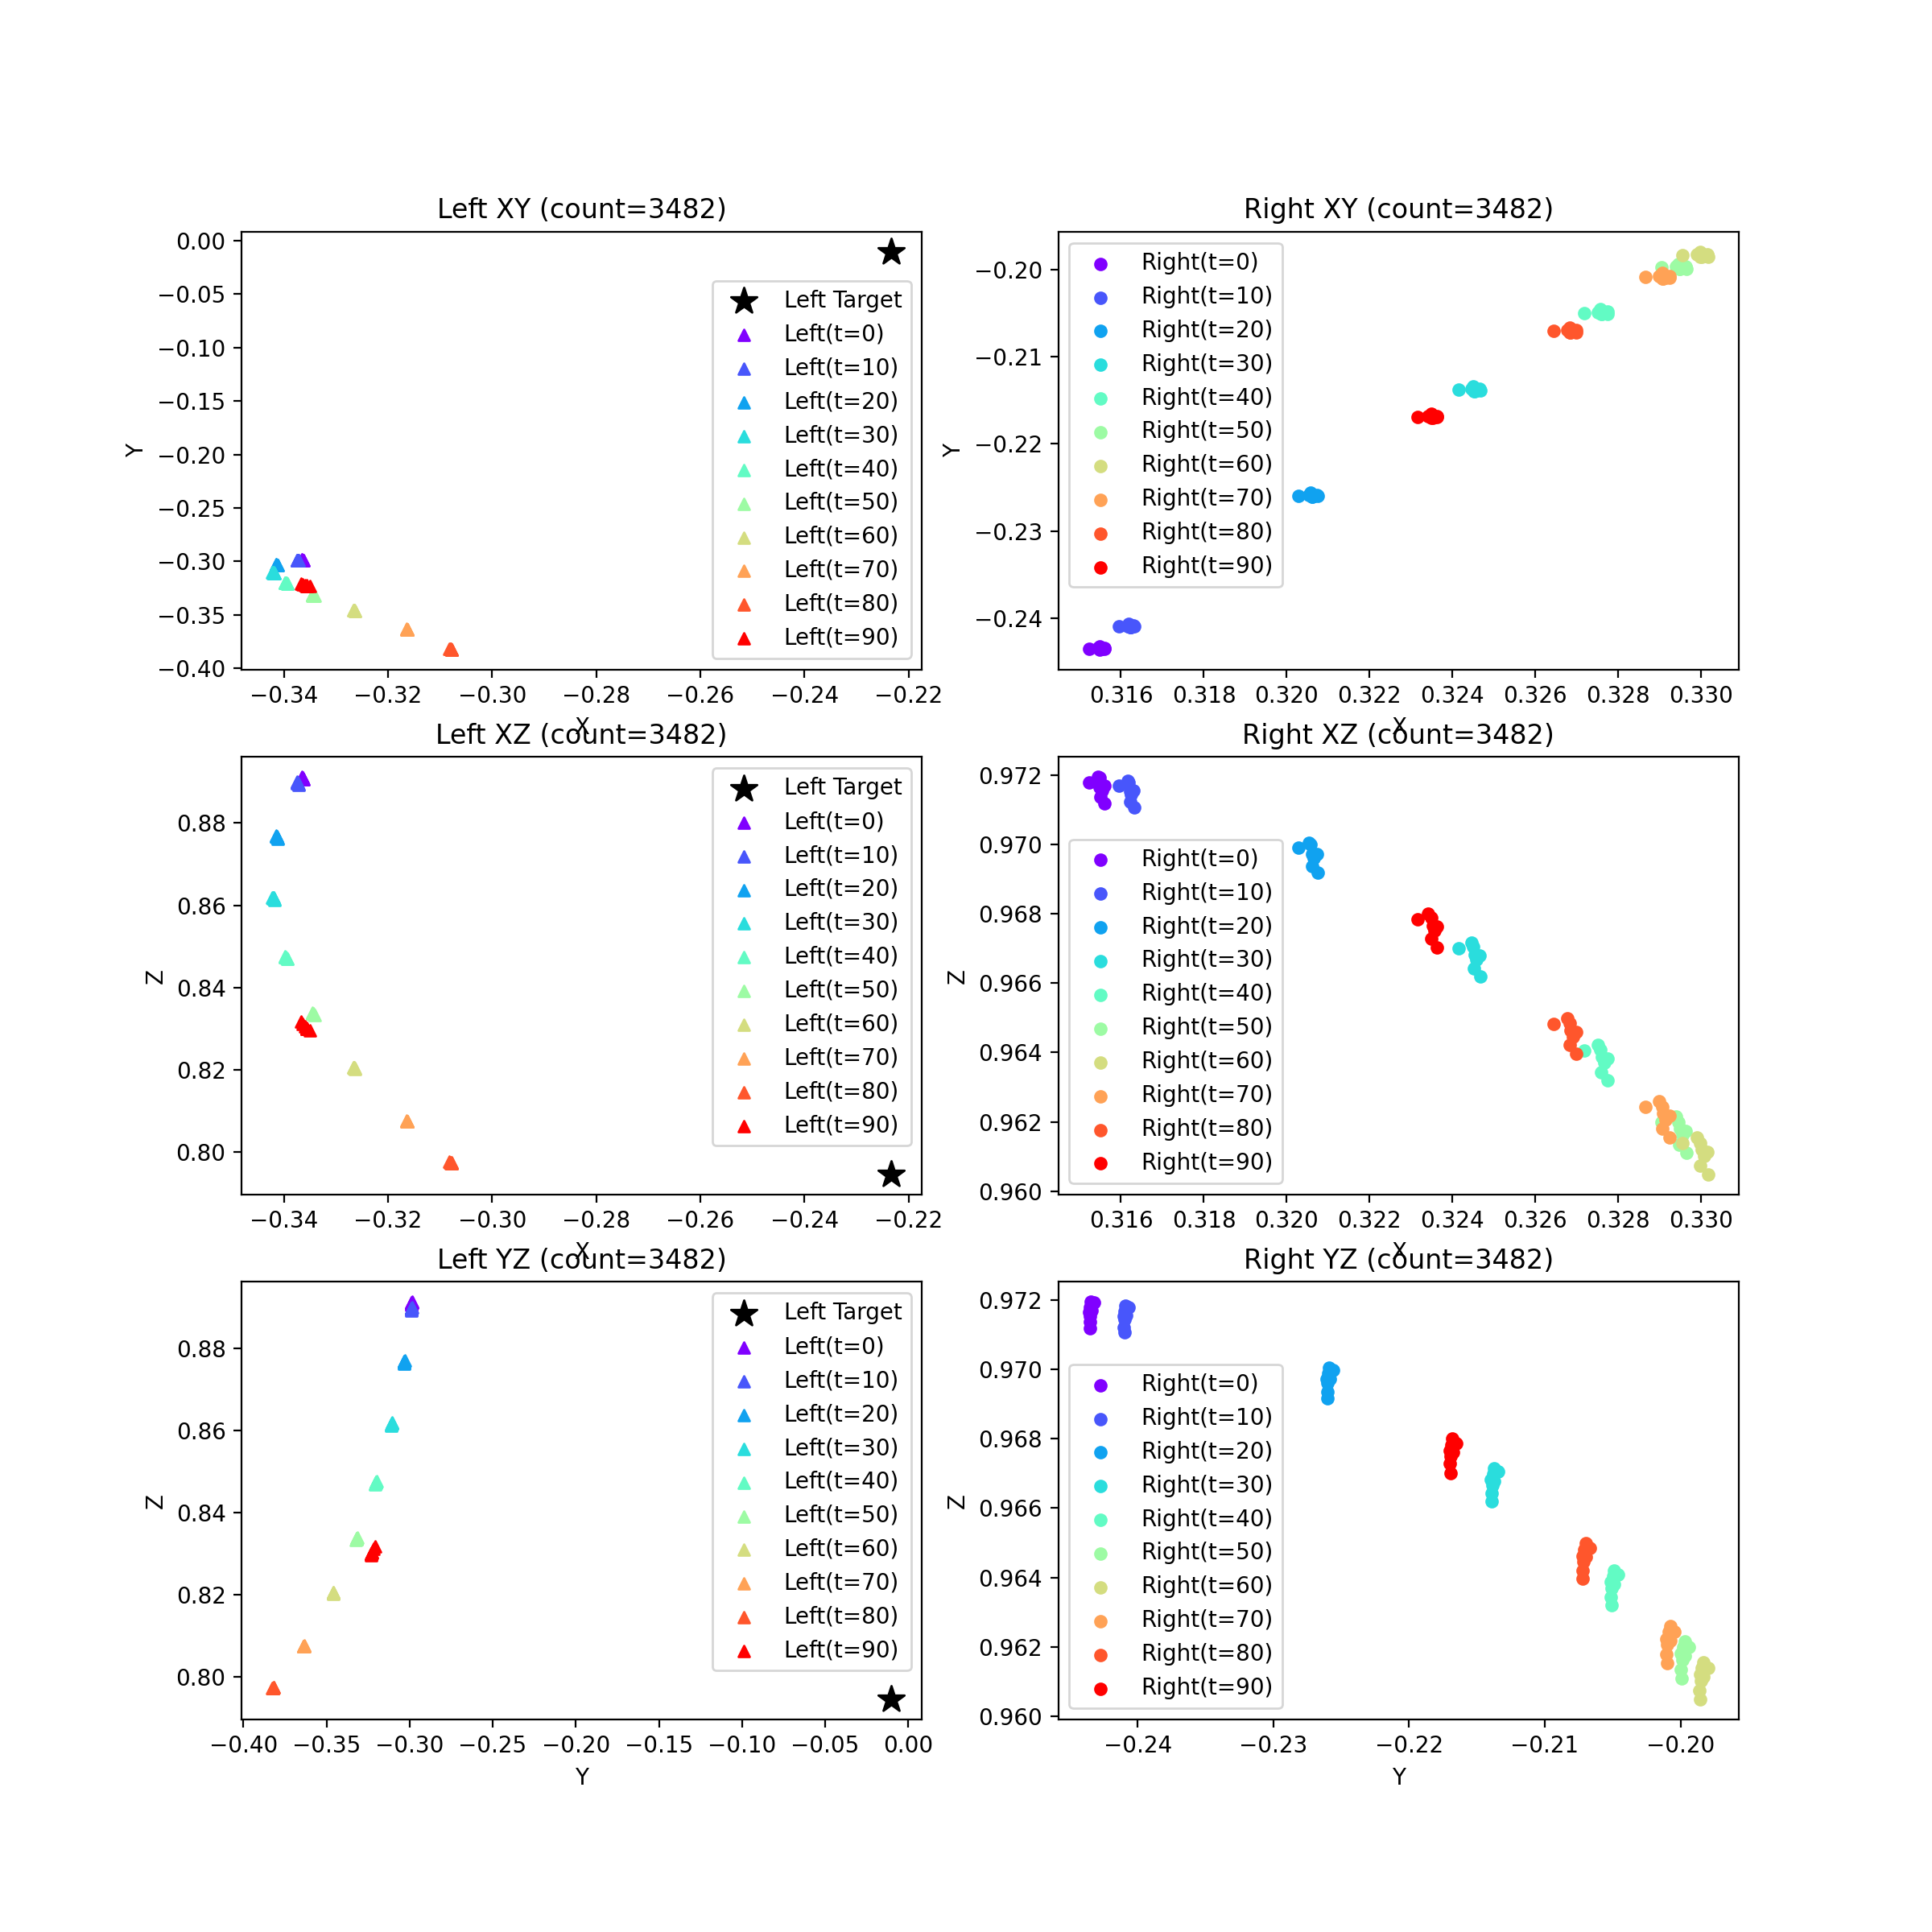 Left XY (count=3482)
0.00
−0.05
−0.10
−0.15
−0.20
−0.25
−0.30
−0.35
−0.40
Y
Left Target
Left(t=0)
Left(t=10)
Left(t=20)
Left(t=30)
Left(t=40)
Left(t=50)
Left(t=60)
Left(t=70)
Left(t=80)
Left(t=90)
−0.34 −0.32 −0.30 −0.28 −0.26 −0.24 −0.22
X
Right XY (count=3482)
−0.20
−0.21
−0.22
−0.23
−0.24
Y
Right(t=0)
Right(t=10)
Right(t=20)
Right(t=30)
Right(t=40)
Right(t=50)
Right(t=60)
Right(t=70)
Right(t=80)
Right(t=90)
0.316 0.318 0.320 0.322 0.324 0.326 0.328 0.330
X
Left XZ (count=3482)
0.88
0.86
0.84
0.82
0.80
Z
Left Target
Left(t=0)
Left(t=10)
Left(t=20)
Left(t=30)
Left(t=40)
Left(t=50)
Left(t=60)
Left(t=70)
Left(t=80)
Left(t=90)
−0.34 −0.32 −0.30 −0.28 −0.26 −0.24 −0.22
X
Right XZ (count=3482)
0.972
0.970
0.968
0.966
0.964
0.962
0.960
Z
Right(t=0)
Right(t=10)
Right(t=20)
Right(t=30)
Right(t=40)
Right(t=50)
Right(t=60)
Right(t=70)
Right(t=80)
Right(t=90)
0.316 0.318 0.320 0.322 0.324 0.326 0.328 0.330
X
Left YZ (count=3482)
0.88
0.86
0.84
0.82
0.80
Z
Left Target
Left(t=0)
Left(t=10)
Left(t=20)
Left(t=30)
Left(t=40)
Left(t=50)
Left(t=60)
Left(t=70)
Left(t=80)
Left(t=90)
−0.40 −0.35 −0.30 −0.25 −0.20 −0.15 −0.10 −0.05 0.00
Y
Right YZ (count=3482)
0.972
0.970
0.968
0.966
0.964
0.962
0.960
Z
Right(t=0)
Right(t=10)
Right(t=20)
Right(t=30)
Right(t=40)
Right(t=50)
Right(t=60)
Right(t=70)
Right(t=80)
Right(t=90)
−0.24 −0.23 −0.22 −0.21 −0.20
Y